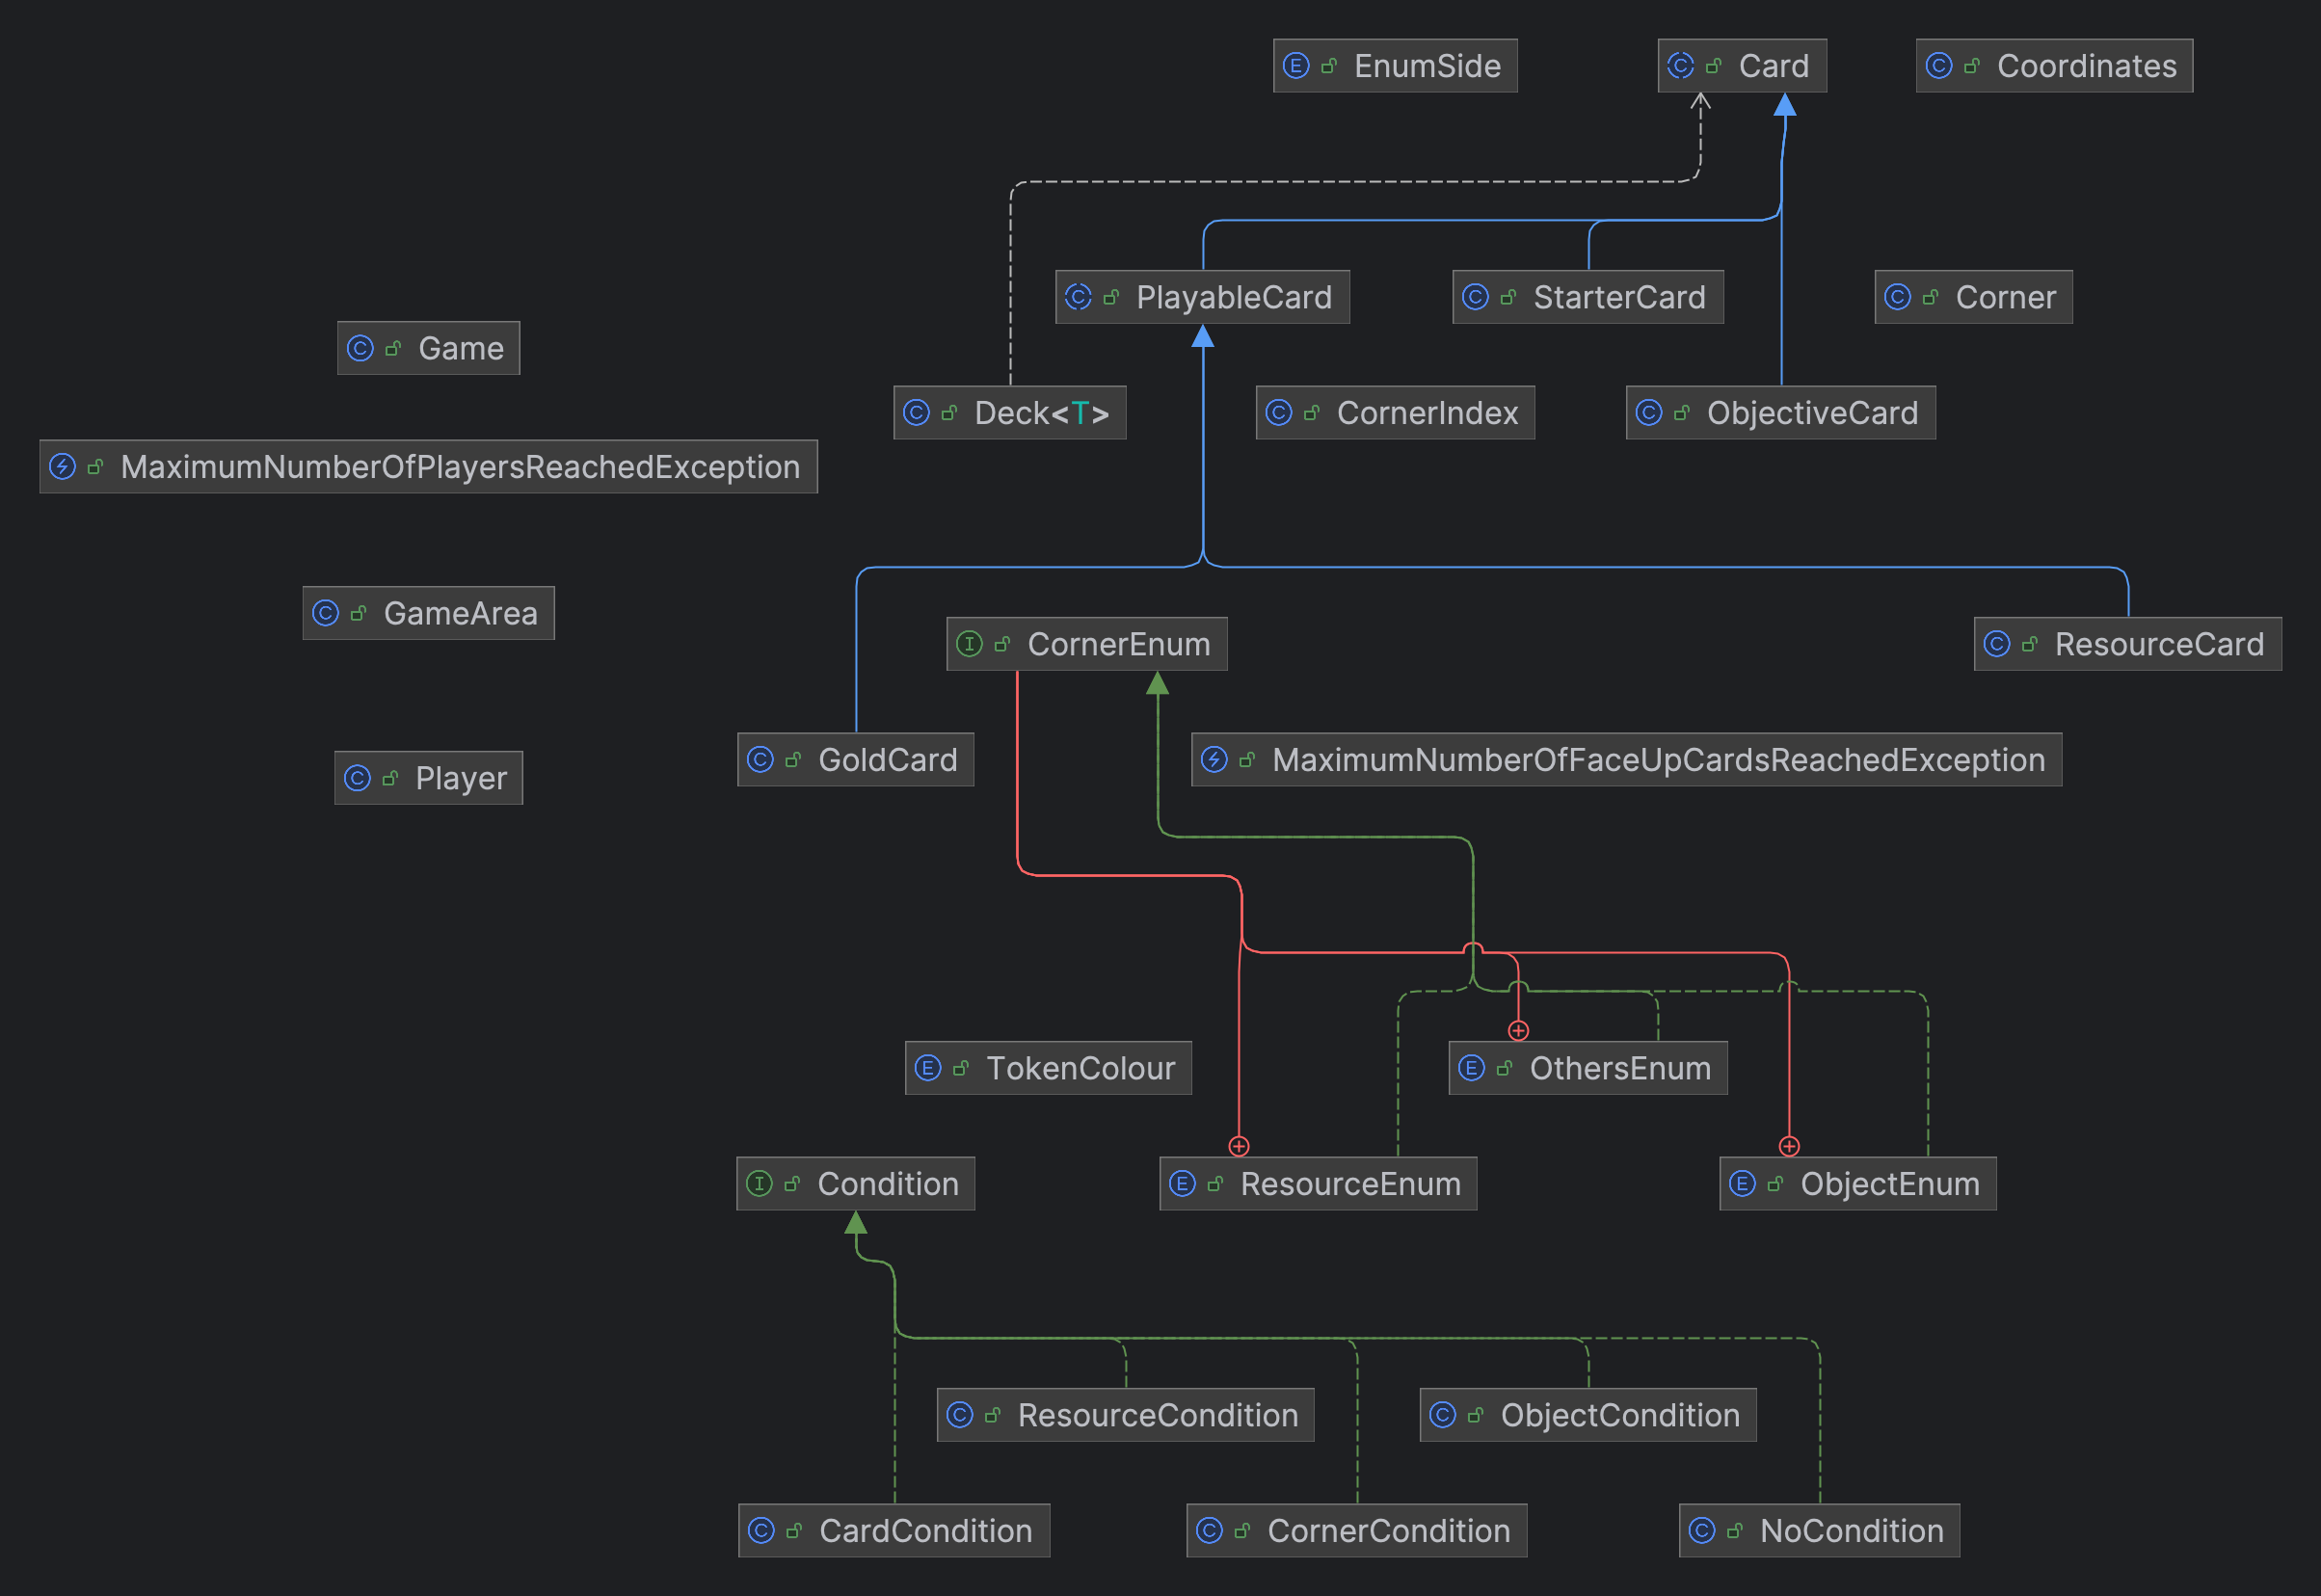 EnumSide
Card
Coordinates
PlayableCard
StarterCard
Corner
Game
Deck<T>
CornerIndex
ObjectiveCard
MaximumNumberOfPlayersReachedException
GameArea
CornerEnum
ResourceCard
GoldCard
MaximumNumberOfFaceUpCardsReachedException
Player
TokenColour
OthersEnum
Condition
ResourceEnum
ObjectEnum
ResourceCondition
ObjectCondition
CardCondition
CornerCondition
NoCondition